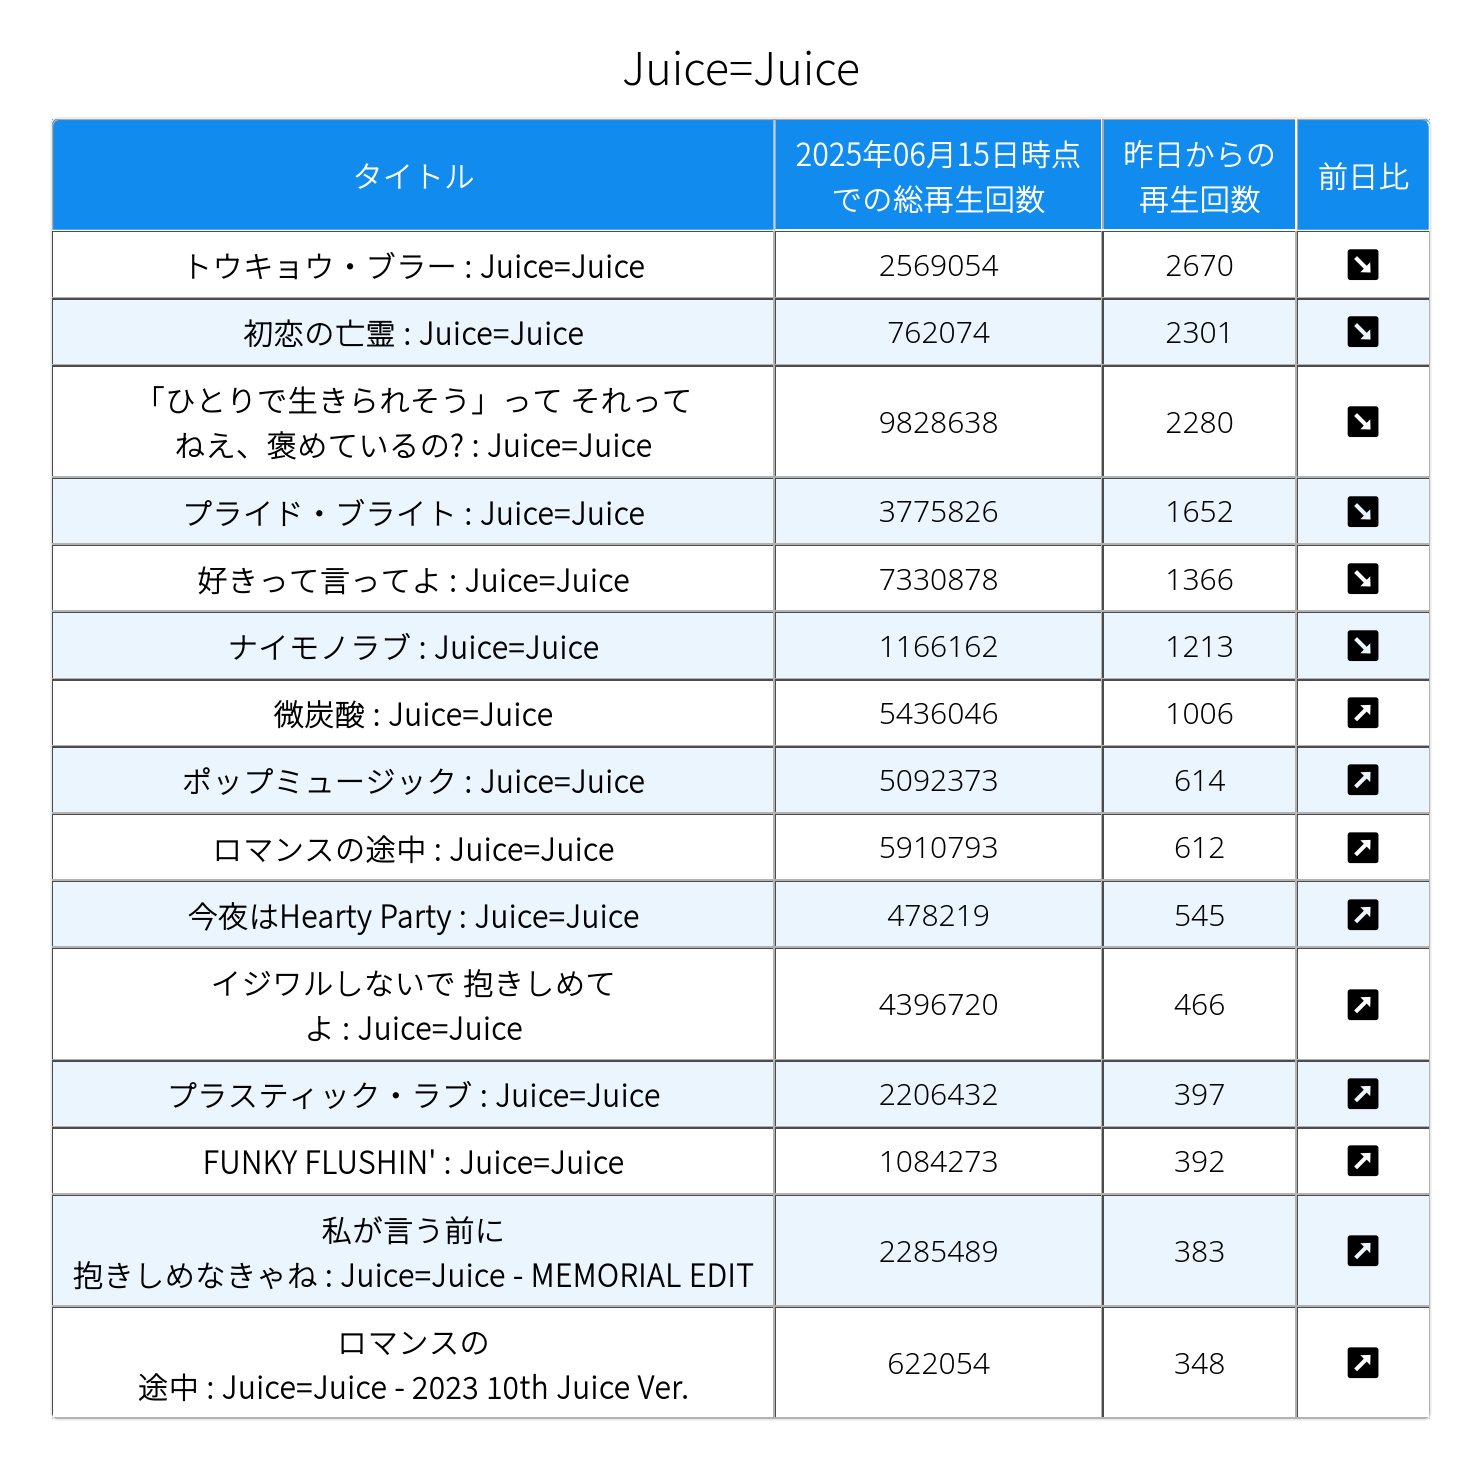 Juice=Juice
タイトル
2025年06月15日時点
での総再生回数
昨日からの
再生回数
前日比
トウキョウ・ブラー : Juice=Juice
2569054
2670
初恋の亡霊 : Juice=Juice
762074
2301
「ひとりで生きられそう」って それって
ねえ、褒めているの? : Juice=Juice
9828638
2280
プライド・ブライト : Juice=Juice
3775826
1652
好きって言ってよ : Juice=Juice
7330878
1366
ナイモノラブ : Juice=Juice
1166162
1213
微炭酸 : Juice=Juice
5436046
1006
ポップミュージック : Juice=Juice
5092373
614
ロマンスの途中 : Juice=Juice
5910793
612
今夜はHearty Party : Juice=Juice
478219
545
イジワルしないで 抱きしめて
よ : Juice=Juice
4396720
466
プラスティック・ラブ : Juice=Juice
2206432
397
FUNKY FLUSHIN' : Juice=Juice
1084273
392
私が言う前に
抱きしめなきゃね : Juice=Juice - MEMORIAL EDIT
2285489
383
ロマンスの
途中 : Juice=Juice - 2023 10th Juice Ver.
622054
348